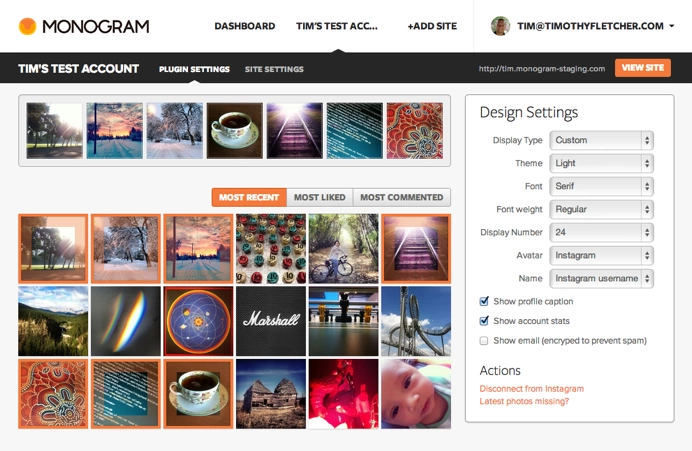 MONOGRAM
DASHBOARD
TIM'S TEST ACC...
+ADD SITE
TIM@TIMOTHYFLETCHER.COM
TIM'S TEST ACCOUNT
PLUGIN SETTINGS
SITE SETTINGS
http://tim.monogram-staging.com
VIEW SITE
MOST RECENT
MOST LIKED
MOST COMMENTED
Marshall
Design Settings
Display Type Custom
Theme Light
Font Serif
Font weight Regular
Display Number 24
Avatar Instagram
Name Instagram username
Show profile caption
Show account stats
Show email (encryped to prevent spam)
Actions
Disconnect from Instagram
Latest photos missing?